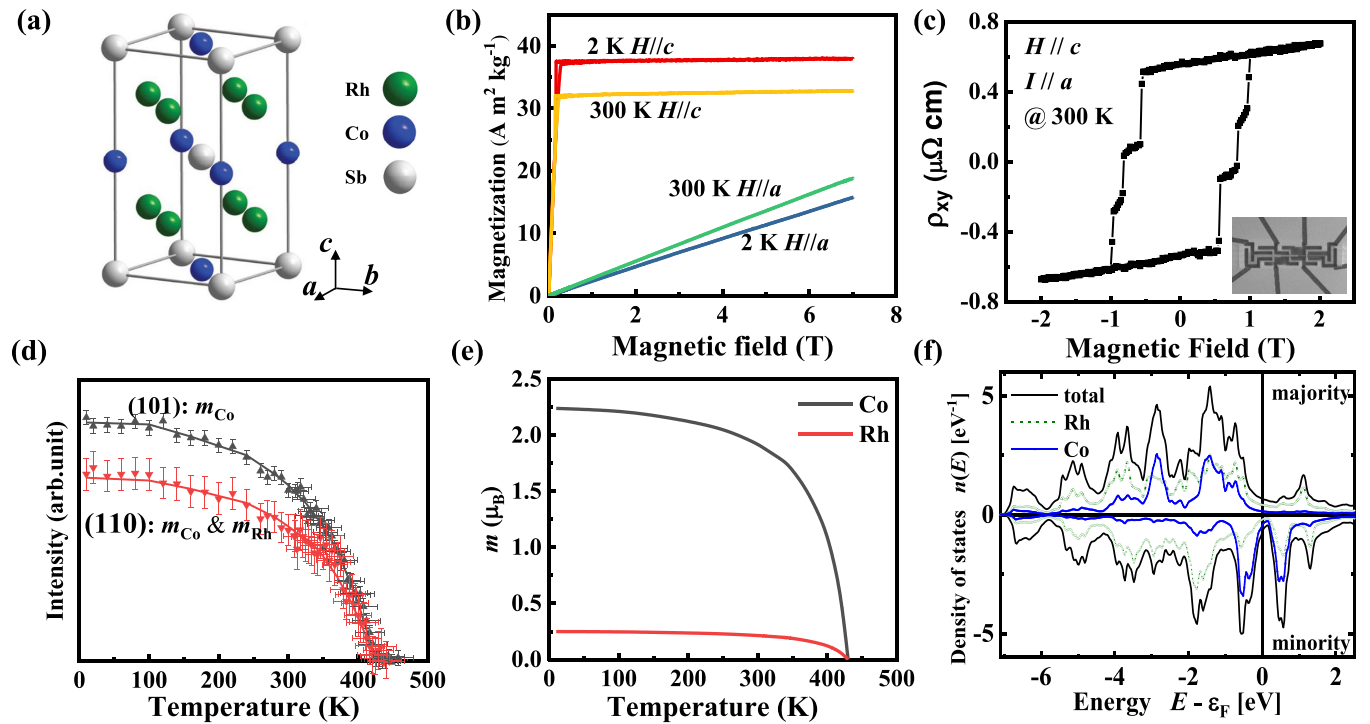 (a)
Rh
Co
Sb
c
a
b
(b)
Magnetization (A m² kg⁻¹)
40
30
20
10
0
2 K H//c
300 K H//c
300 K H//a
2 K H//a
0 2 4 6 8
Magnetic field (T)
(c)
ρxy (μΩ cm)
0.8
0.4
0.0
-0.4
-0.8
H // c
I // a
@ 300 K
-2 -1 0 1 2
Magnetic Field (T)
(d)
Intensity (arb.unit)
(101): mCo
(110): mCo & mRh
0 100 200 300 400 500
Temperature (K)
(e)
m (μB)
2.5
2.0
1.5
1.0
0.5
0.0
Co
Rh
0 100 200 300 400 500
Temperature (K)
(f)
Density of states n(E) [eV⁻¹]
5
0
-5
total
Rh
Co
majority
minority
-6 -4 -2 0 2
Energy E - εF [eV]